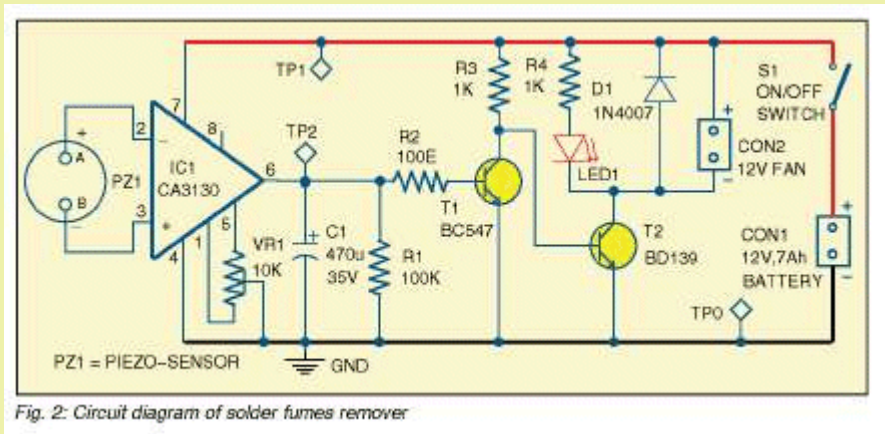 TP1
R3
1K
R4
1K
D1
1N4007
S1
ON/OFF
SWITCH
7
+
A
B
−
PZ1
2
−
8
IC1
CA3130
6
3
+
5
1
4
TP2
R2
100E
T1
BC547
LED1
+
CON2
12V FAN
−
VR1
10K
+
C1
470u
35V
R1
100K
T2
BD139
+
CON1
12V,7Ah
BATTERY
−
TP0
PZ1 = PIEZO-SENSOR
GND
Fig. 2: Circuit diagram of solder fumes remover